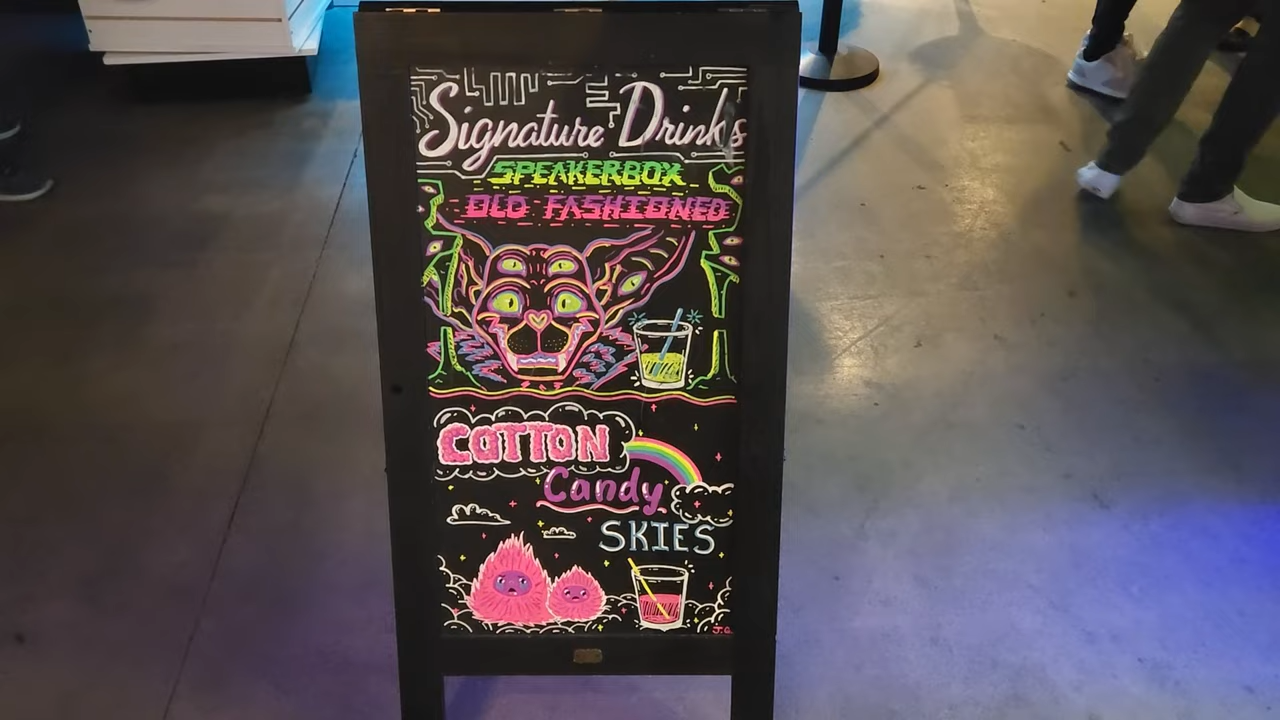 Signature Drinks
SPEAKERBOX
OLD FASHIONED
COTTON
Candy
SKIES
J.G.